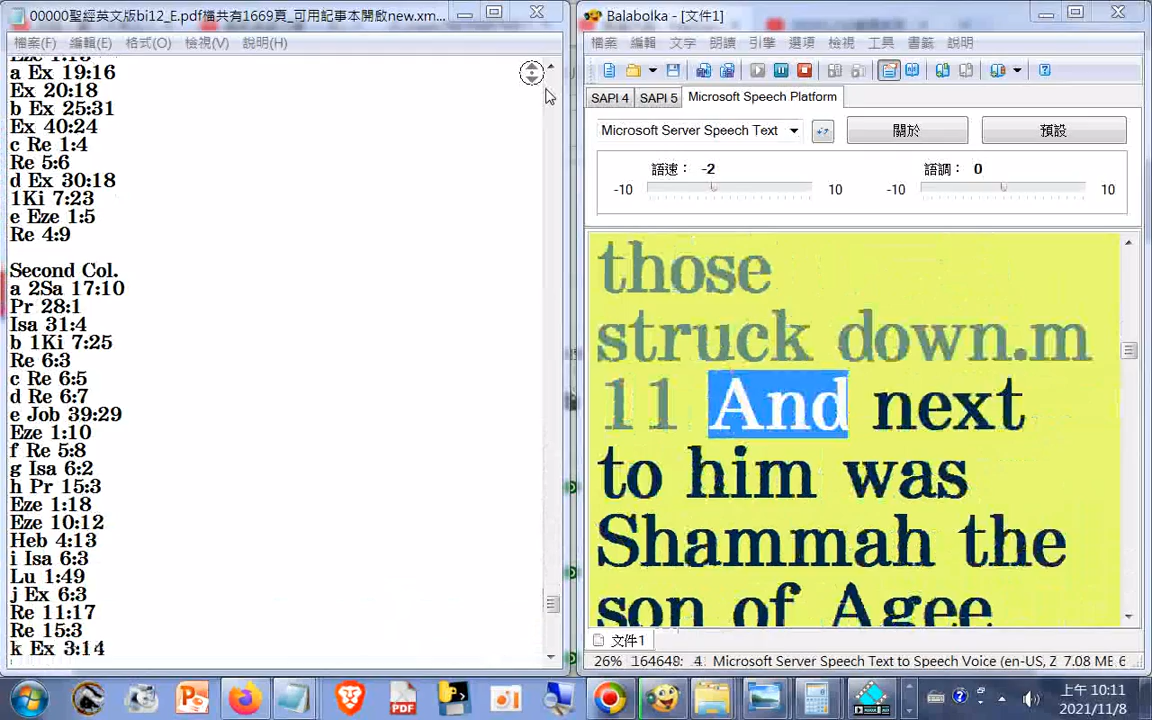 00000聖經英文版bi12_E.pdf檔共有1669頁_可用記事本開啟new.xm...
檔案(F) 編輯(E) 格式(O) 檢視(V) 說明(H)
a Ex 19:16
Ex 20:18
b Ex 25:31
Ex 40:24
c Re 1:4
Re 5:6
d Ex 30:18
1Ki 7:23
e Eze 1:5
Re 4:9
Second Col.
a 2Sa 17:10
Pr 28:1
Isa 31:4
b 1Ki 7:25
Re 6:3
c Re 6:5
d Re 6:7
e Job 39:29
Eze 1:10
f Re 5:8
g Isa 6:2
h Pr 15:3
Eze 1:18
Eze 10:12
Heb 4:13
i Isa 6:3
Lu 1:49
j Ex 6:3
Re 11:17
Re 15:3
k Ex 3:14
Balabolka - [文件1]
檔案 編輯 文字 朗讀 引擎 選項 檢視 工具 書籤 說明
SAPI 4 SAPI 5 Microsoft Speech Platform
Microsoft Server Speech Text 關於 預設
語速： -2 語調： 0
-10 10 -10 10
those
struck down.m
11 And next
to him was
Shammah the
son of Agee
文件1
26% 164648: 4 Microsoft Server Speech Text to Speech Voice (en-US, Z 7.08 MB 6
PDF
上午 10:11
2021/11/8